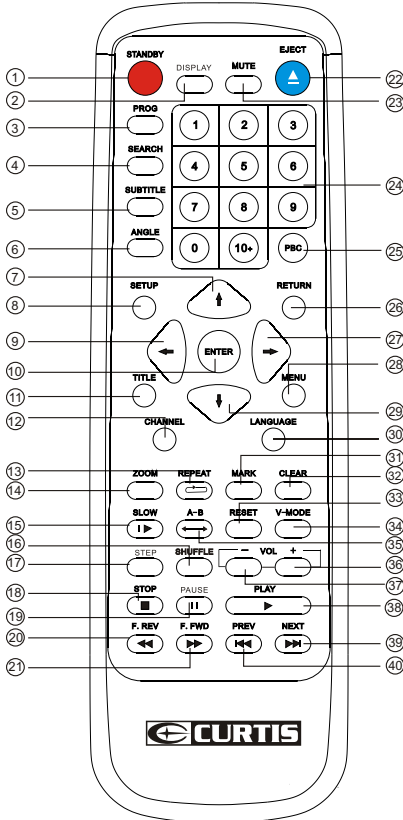 STANDBY
EJECT
DISPLAY
MUTE
1
22
2
23
PROG
3
1 2 3
SEARCH
4
4 5 6
24
SUBTITLE
5
7 8 9
ANGLE
6
0 10+ PBC
25
7
SETUP
RETURN
8
26
9
27
10
ENTER
28
TITLE
MENU
11
29
12
CHANNEL
LANGUAGE
30
13
31
ZOOM REPEAT MARK CLEAR
32
14
33
SLOW A-B RESET V-MODE
15
34
16
35
STEP SHUFFLE - VOL +
17
36
37
STOP PAUSE PLAY
18
38
19
F. REV F. FWD PREV NEXT
20
39
21
40
CURTIS